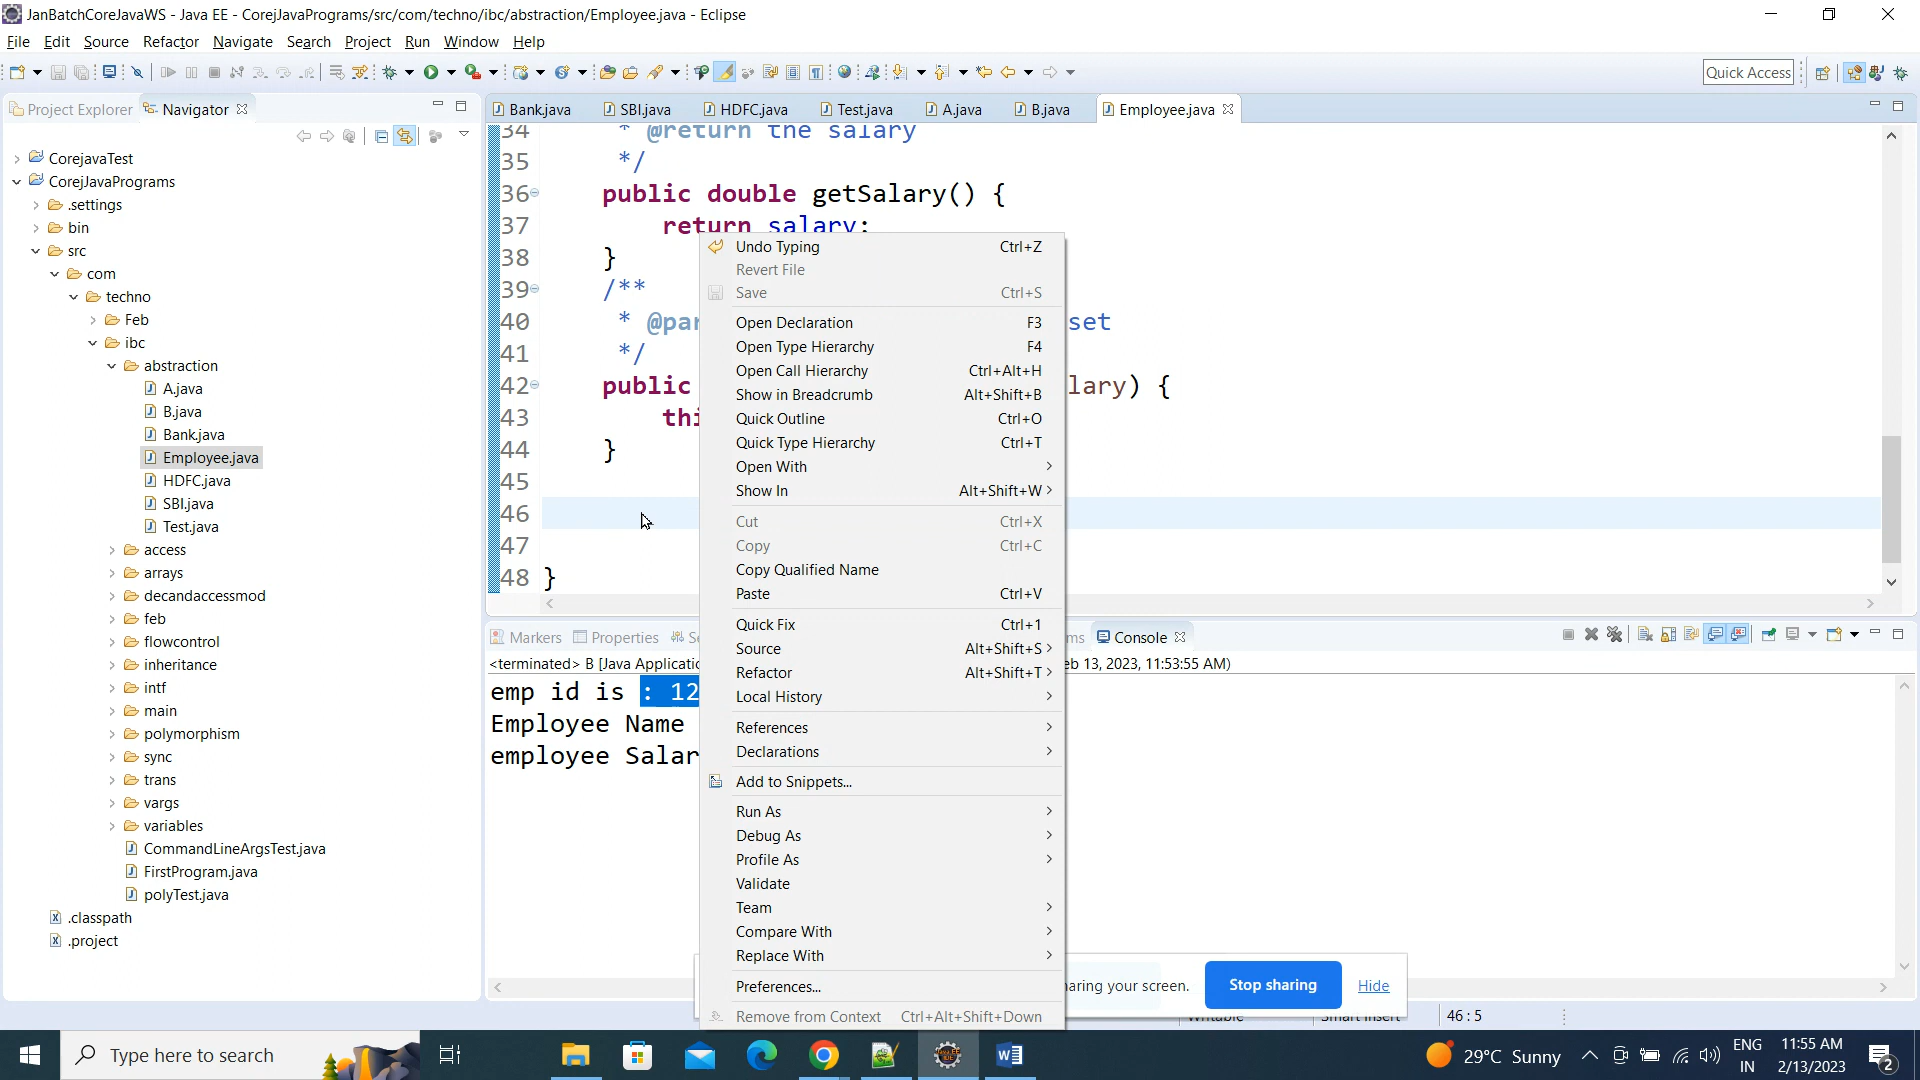 JanBatchCoreJavaWS - Java EE - CorejJavaPrograms/src/com/techno/ibc/abstraction/Employee.java - Eclipse
File Edit Source Refactor Navigate Search Project Run Window Help
Quick Access
Project Explorer Navigator
CorejavaTest
CorejJavaPrograms
.settings
bin
src
com
techno
Feb
ibc
abstraction
A.java
B.java
Bank.java
Employee.java
HDFC.java
SBI.java
Test.java
access
arrays
decandaccessmod
feb
flowcontrol
inheritance
intf
main
polymorphism
sync
trans
vargs
variables
CommandLineArgsTest.java
FirstProgram.java
polyTest.java
.classpath
.project
Bank.java SBI.java HDFC.java Test.java A.java B.java Employee.java
34 * @return the salary
35 */
36 public double getSalary() {
37 return salary;
38 }
39 /**
40 * @par set
41 */
42 public lary) {
43 thi
44 }
45
46
47
48 }
Undo Typing Ctrl+Z
Revert File
Save Ctrl+S
Open Declaration F3
Open Type Hierarchy F4
Open Call Hierarchy Ctrl+Alt+H
Show in Breadcrumb Alt+Shift+B
Quick Outline Ctrl+O
Quick Type Hierarchy Ctrl+T
Open With
Show In Alt+Shift+W
Cut Ctrl+X
Copy Ctrl+C
Copy Qualified Name
Paste Ctrl+V
Quick Fix Ctrl+1
Source Alt+Shift+S
Refactor Alt+Shift+T
Local History
References
Declarations
Add to Snippets...
Run As
Debug As
Profile As
Validate
Team
Compare With
Replace With
Preferences...
Remove from Context Ctrl+Alt+Shift+Down
Markers Properties Se ms Console
<terminated> B [Java Applicatio eb 13, 2023, 11:53:55 AM)
emp id is : 12
Employee Name
employee Salar
haring your screen. Stop sharing Hide
Writable Smart Insert 46 : 5
Type here to search
29°C Sunny
ENG
IN
11:55 AM
2/13/2023
2